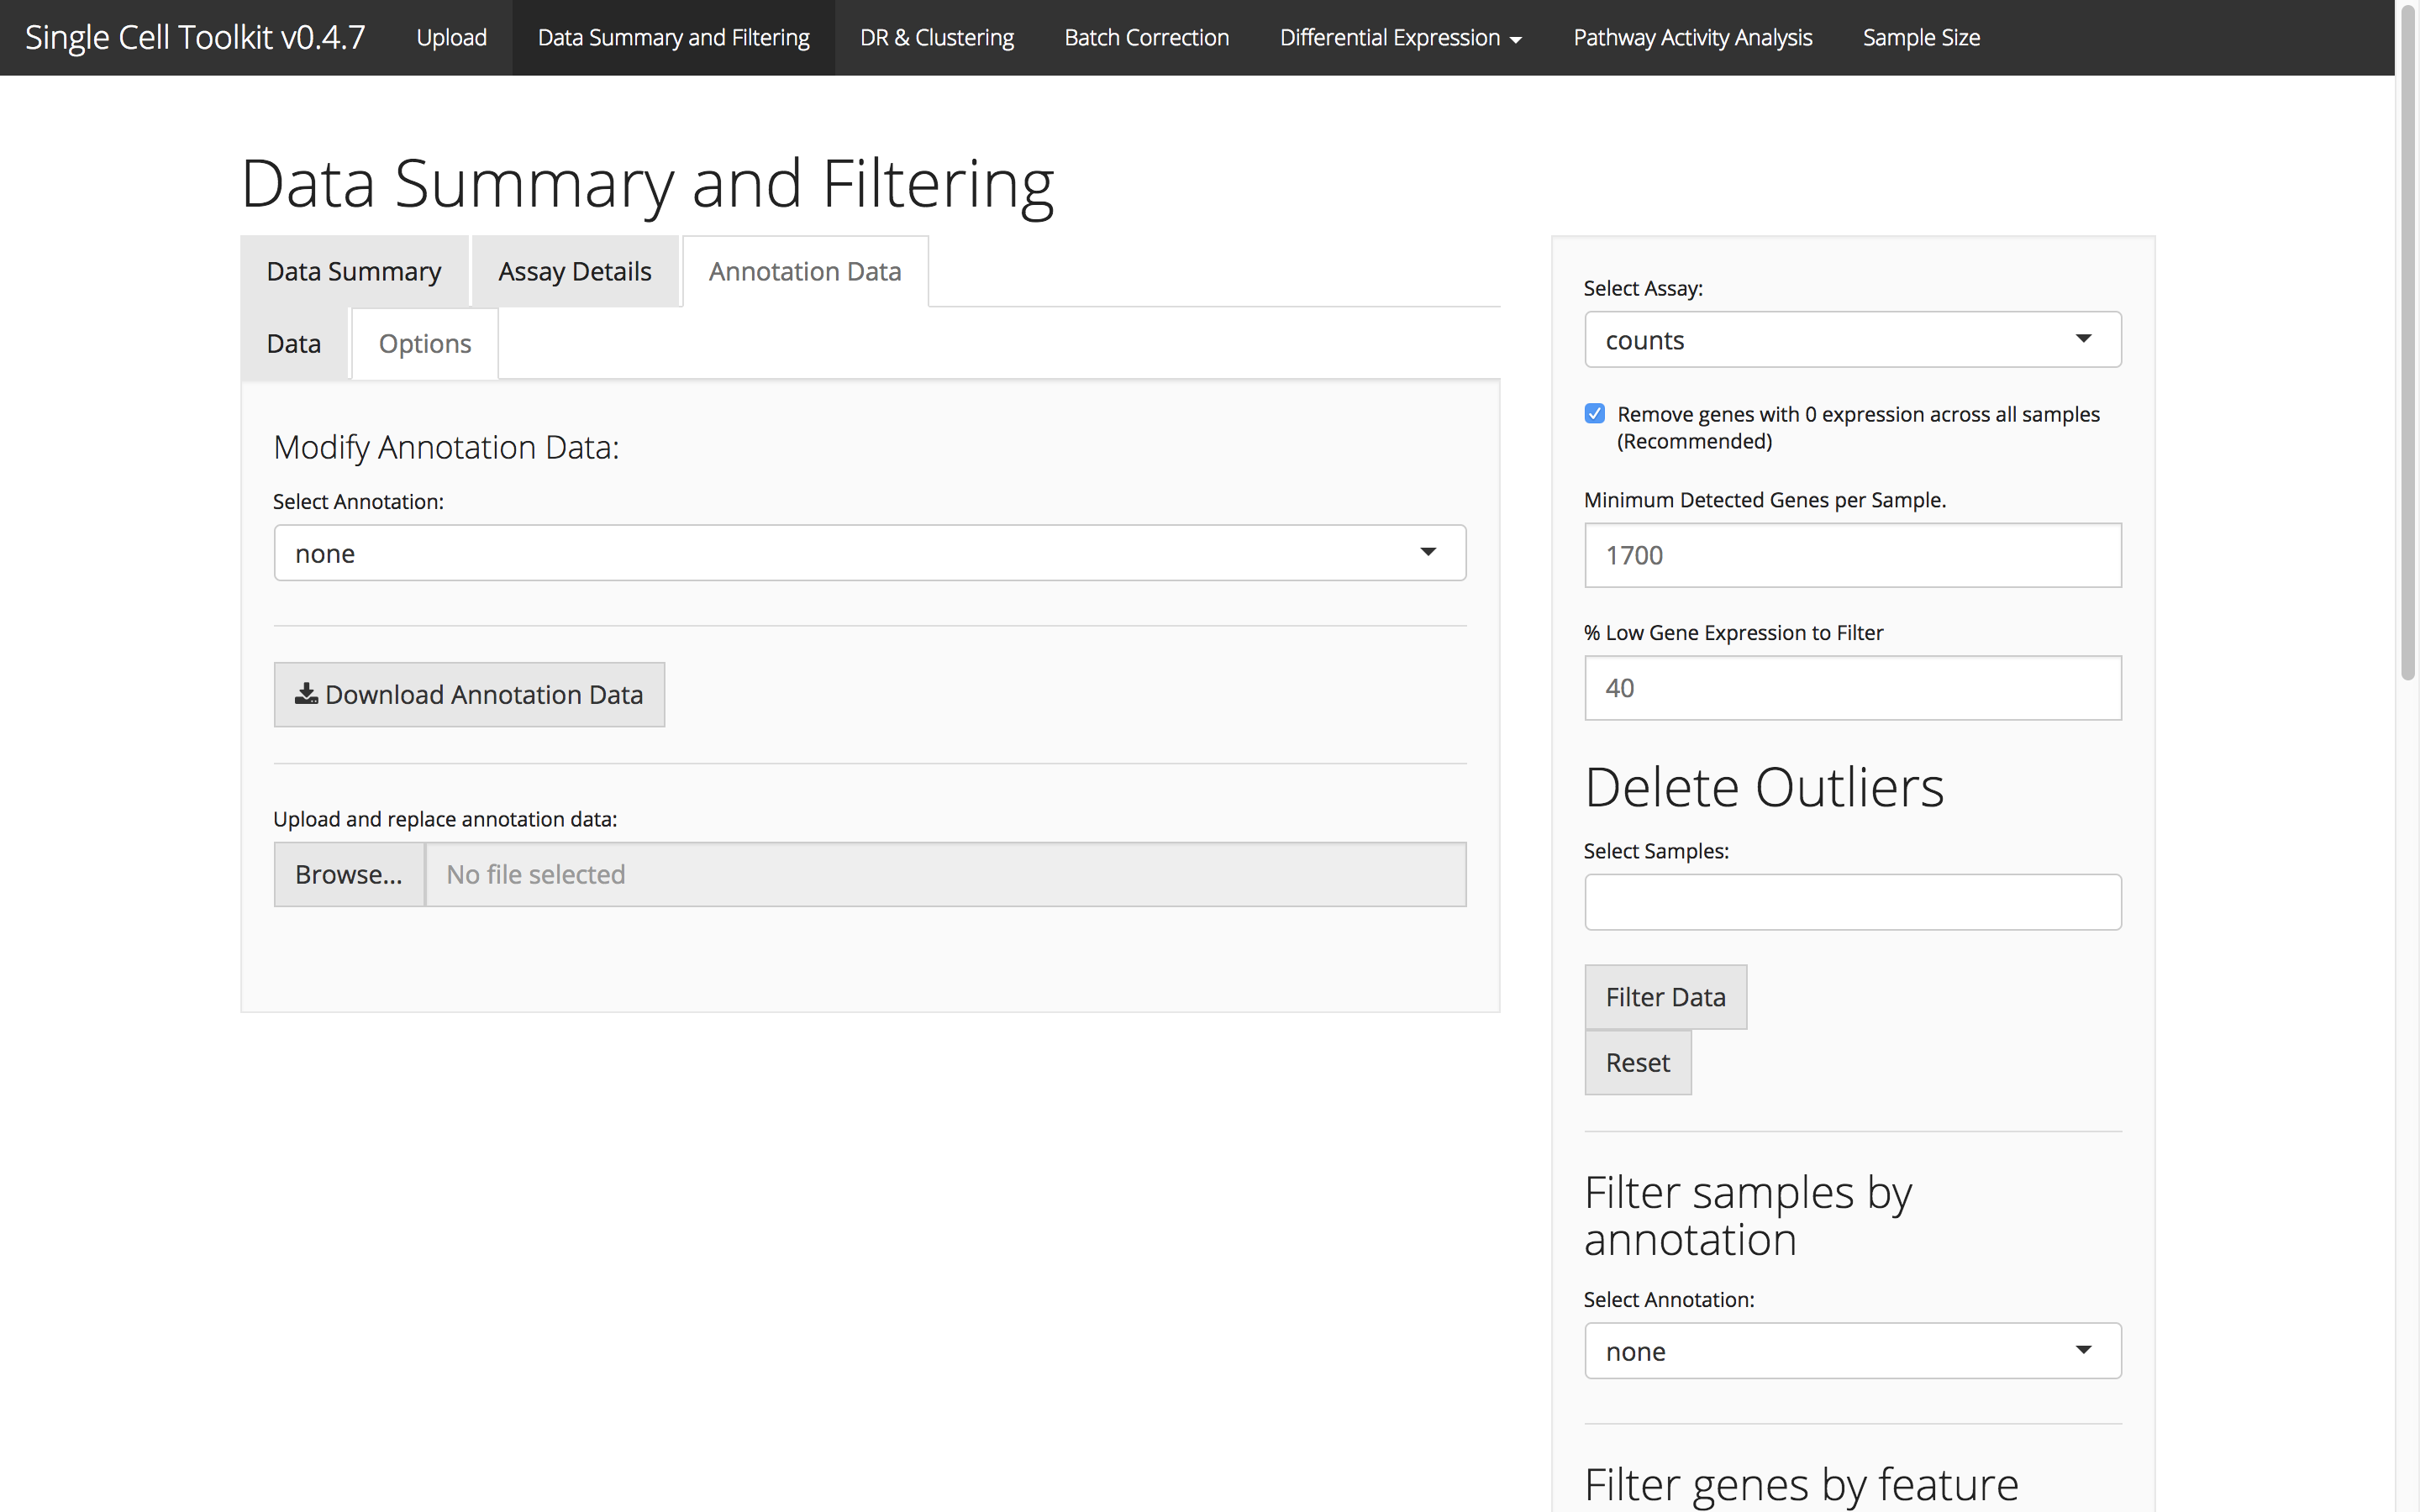 Single Cell Toolkit v0.4.7 Upload Data Summary and Filtering DR & Clustering Batch Correction Differential Expression Pathway Activity Analysis Sample Size
Data Summary and Filtering
Data Summary Assay Details Annotation Data
Data Options
Modify Annotation Data:
Select Annotation:
none
Download Annotation Data
Upload and replace annotation data:
Browse... No file selected
Select Assay:
counts
Remove genes with 0 expression across all samples
(Recommended)
Minimum Detected Genes per Sample.
1700
% Low Gene Expression to Filter
40
Delete Outliers
Select Samples:
Filter Data
Reset
Filter samples by
annotation
Select Annotation:
none
Filter genes by feature